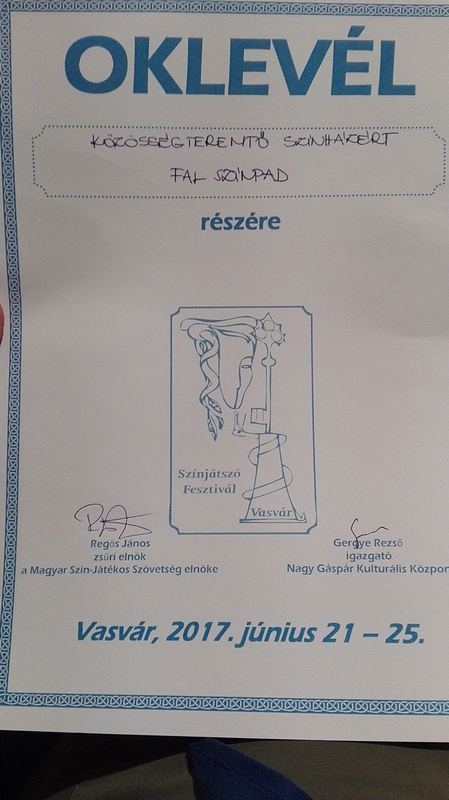 OKLEVÉL
KÖZÖSSÉGTEREMTŐ SZINHÁZÉRT
FAL SZÍNPAD
részére
Színjátszó
Fesztivál
Vasvár
Regős János
zsűri elnök
a Magyar Szín-Játékos Szövetség elnöke
Gergye Rezső
igazgató
Nagy Gáspár Kulturális Közpon
Vasvár, 2017. június 21 – 25.